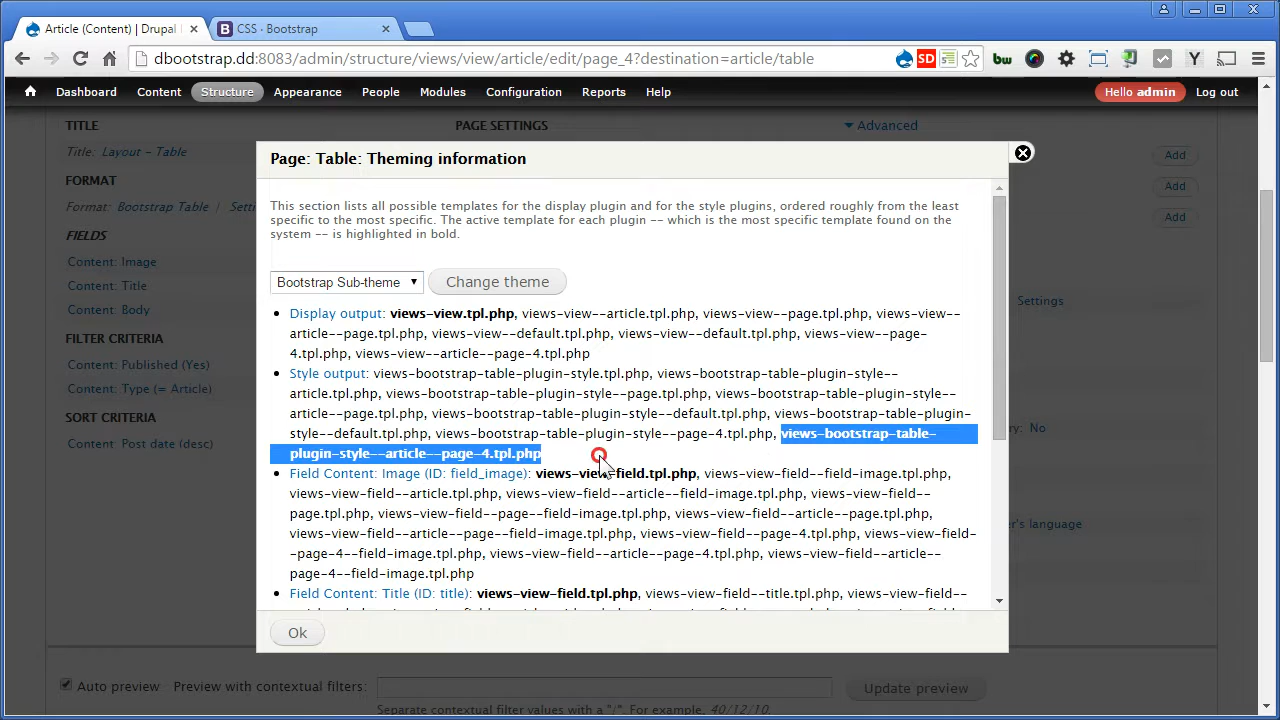 Article (Content) | Drupal
CSS · Bootstrap
dbootstrap.dd:8083/admin/structure/views/view/article/edit/page_4?destination=article/table
Dashboard Content Structure Appearance People Modules Configuration Reports Help Hello admin Log out
TITLE PAGE SETTINGS Advanced
Title: Layout - Table Add
FORMAT Add
Format: Bootstrap Table | Setti
Add
FIELDS
Content: Image
Content: Title
Content: Body
FILTER CRITERIA
Content: Published (Yes)
Content: Type (= Article)
SORT CRITERIA
Content: Post date (desc)
Settings
ry: No
er's language
Page: Table: Theming information
This section lists all possible templates for the display plugin and for the style plugins, ordered roughly from the least
specific to the most specific. The active template for each plugin -- which is the most specific template found on the
system -- is highlighted in bold.
Bootstrap Sub-theme Change theme
Display output: views-view.tpl.php, views-view--article.tpl.php, views-view--page.tpl.php, views-view--
article--page.tpl.php, views-view--default.tpl.php, views-view--default.tpl.php, views-view--page-
4.tpl.php, views-view--article--page-4.tpl.php
Style output: views-bootstrap-table-plugin-style.tpl.php, views-bootstrap-table-plugin-style--
article.tpl.php, views-bootstrap-table-plugin-style--page.tpl.php, views-bootstrap-table-plugin-style--
article--page.tpl.php, views-bootstrap-table-plugin-style--default.tpl.php, views-bootstrap-table-plugin-
style--default.tpl.php, views-bootstrap-table-plugin-style--page-4.tpl.php, views-bootstrap-table-
plugin-style--article--page-4.tpl.php
Field Content: Image (ID: field_image): views-view-field.tpl.php, views-view-field--field-image.tpl.php,
views-view-field--article.tpl.php, views-view-field--article--field-image.tpl.php, views-view-field--
page.tpl.php, views-view-field--page--field-image.tpl.php, views-view-field--article--page.tpl.php,
views-view-field--article--page--field-image.tpl.php, views-view-field--page-4.tpl.php, views-view-field-
-page-4--field-image.tpl.php, views-view-field--article--page-4.tpl.php, views-view-field--article--
page-4--field-image.tpl.php
Field Content: Title (ID: title): views-view-field.tpl.php, views-view-field--title.tpl.php, views-view-field--
Ok
Auto preview Preview with contextual filters: Update preview
Separate contextual filter values with a "/". For example, 40/12/10.